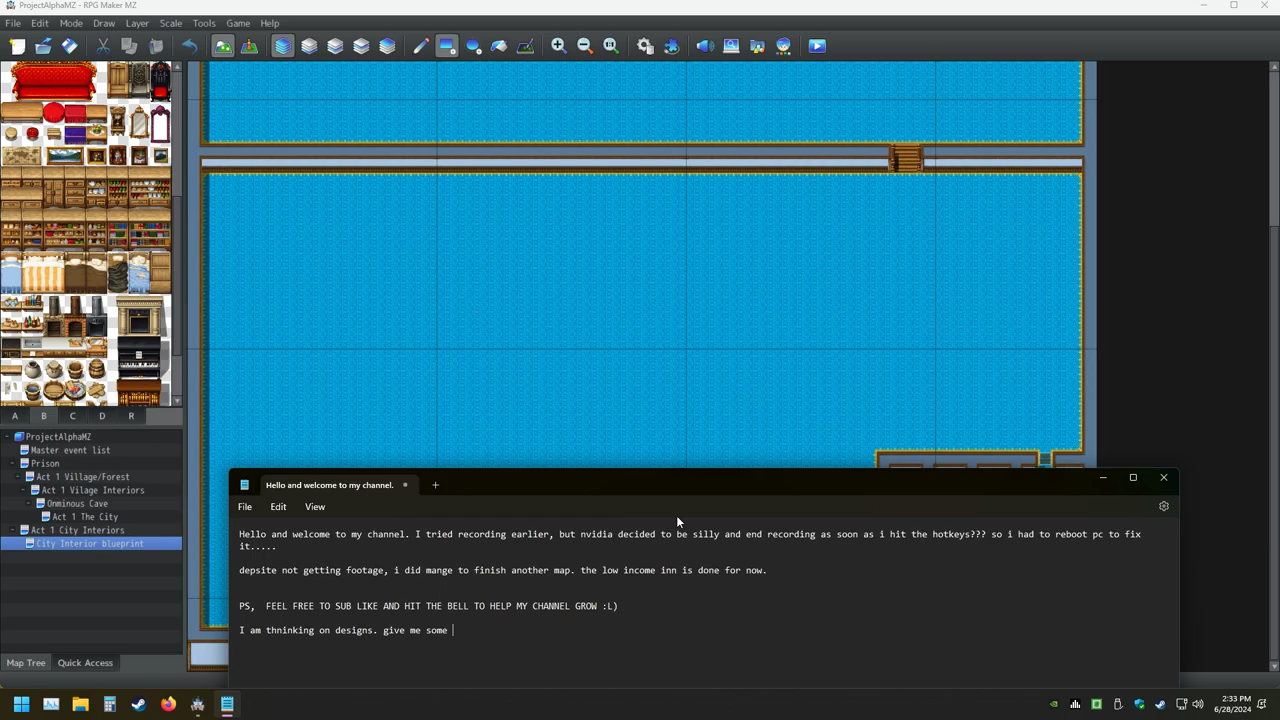 ProjectAlphaMZ - RPG Maker MZ
File Edit Mode Draw Layer Scale Tools Game Help
A B C D R
ProjectAlphaMZ
Master event list
Prison
Act 1 Village/Forest
Act 1 Vilage Interiors
Onminous Cave
Act 1 The City
Act 1 City Interiors
City Interior blueprint
Map Tree Quick Access
Hello and welcome to my channel.
File Edit View
Hello and welcome to my channel. I tried recording earlier, but nvidia decided to be silly and end recording as soon as i hit the hotkeys??? so i had to reboot pc to fix
it.....
depsite not getting footage, i did mange to finish another map. the low income inn is done for now.
PS,  FEEL FREE TO SUB LIKE AND HIT THE BELL TO HELP MY CHANNEL GROW :L)
I am thninking on designs. give me some
2:33 PM
6/28/2024